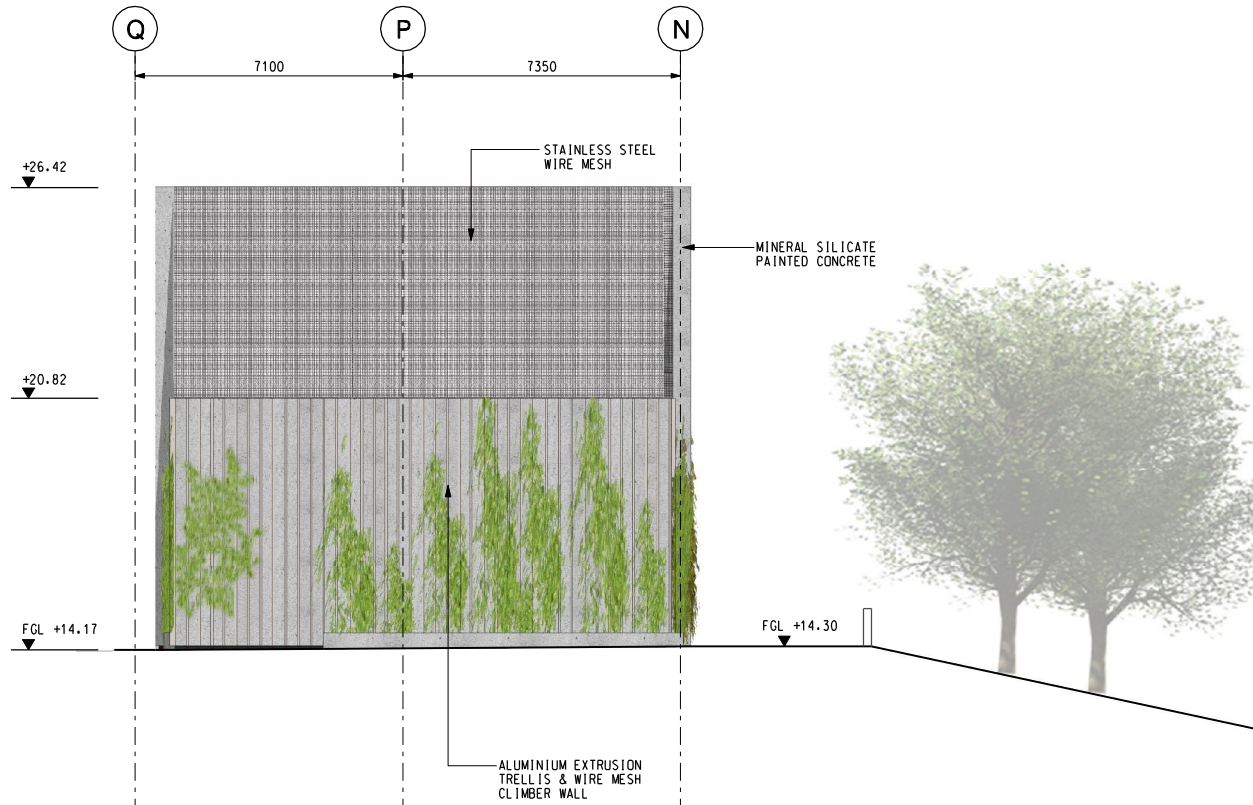 Q
P
N
7100
7350
STAINLESS STEEL
WIRE MESH
+26.42
MINERAL SILICATE
PAINTED CONCRETE
+20.82
FGL +14.17
FGL +14.30
ALUMINIUM EXTRUSION
TRELLIS & WIRE MESH
CLIMBER WALL